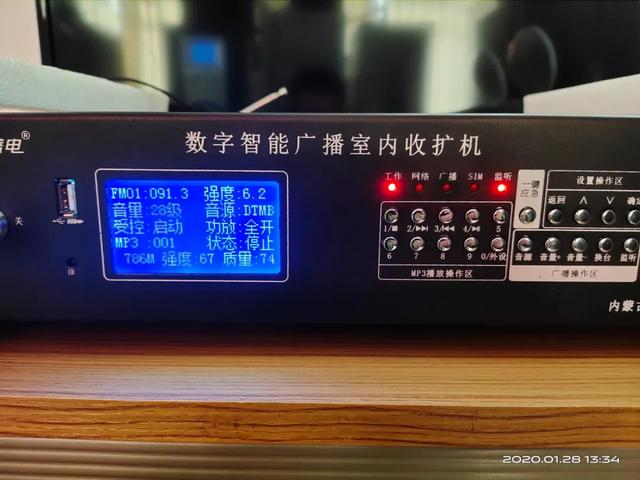 电®
数字智能广播室内收扩机
FM01:091.3 强度:6.2
音量:28级 音源:DTMB
受控:启动 功放:全开
MP3 :001 状态:停止
786M 强度:67 质量:74
关
工作 网络 广播 SIM 监听
1/■ 2/▶▶| 3/|◀◀ 4/▶|| 5
6 7 8 9 0/外设
MP3播放操作区
一键
应急
设置操作区
返回 ∧ ∨ 确定
音源 音量+ 音量- 换台 监听
广播操作区
内蒙古
2020.01.28 13:34